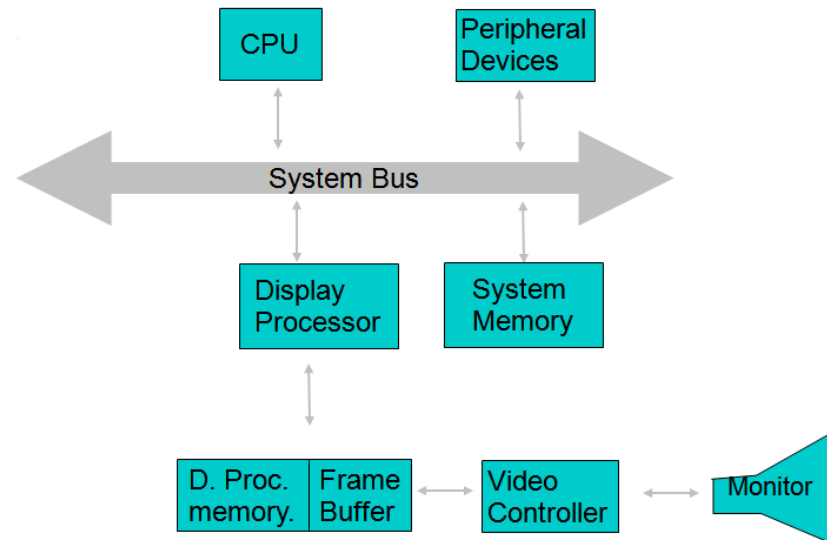 CPU
Peripheral
Devices
System Bus
Display
Processor
System
Memory
D. Proc.
memory.
Frame
Buffer
Video
Controller
Monitor